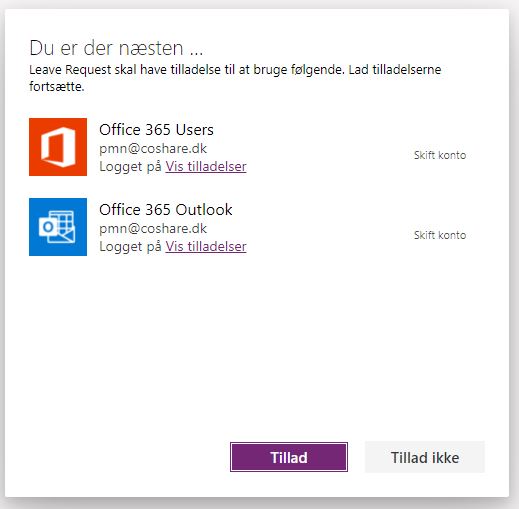 Du er der næsten ...
Leave Request skal have tilladelse til at bruge følgende. Lad tilladelserne
fortsætte.
Office 365 Users
pmn@coshare.dk
Skift konto
Logget på Vis tilladelser
Office 365 Outlook
pmn@coshare.dk
Skift konto
Logget på Vis tilladelser
Tillad
Tillad ikke